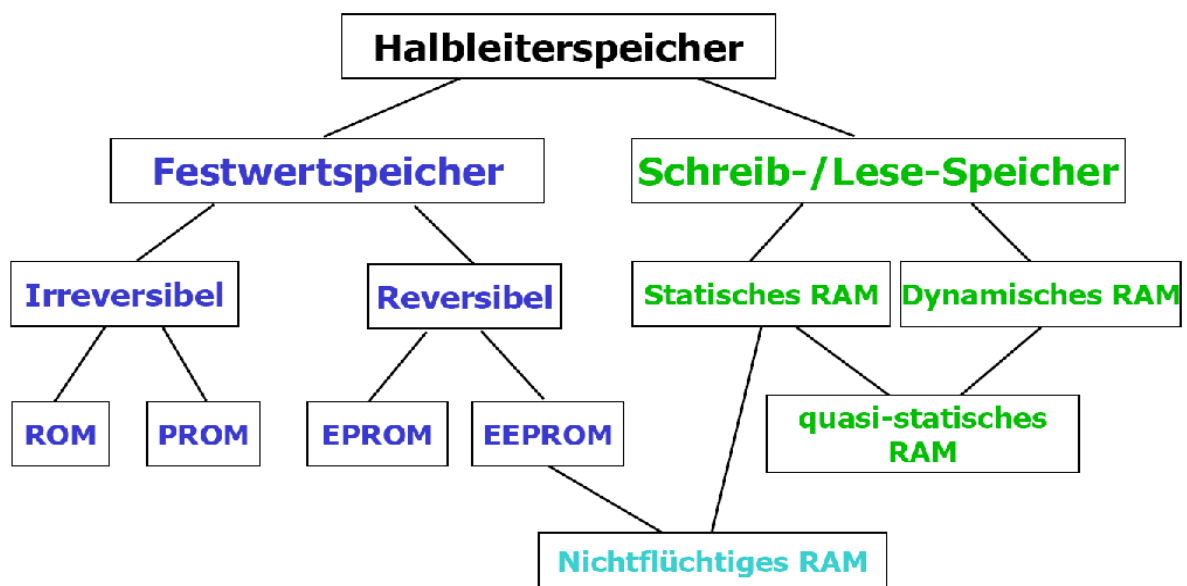 Halbleiterspeicher
Festwertspeicher
Schreib-/Lese-Speicher
Irreversibel
Reversibel
Statisches RAM
Dynamisches RAM
ROM
PROM
EPROM
EEPROM
quasi-statisches
RAM
Nichtflüchtiges RAM